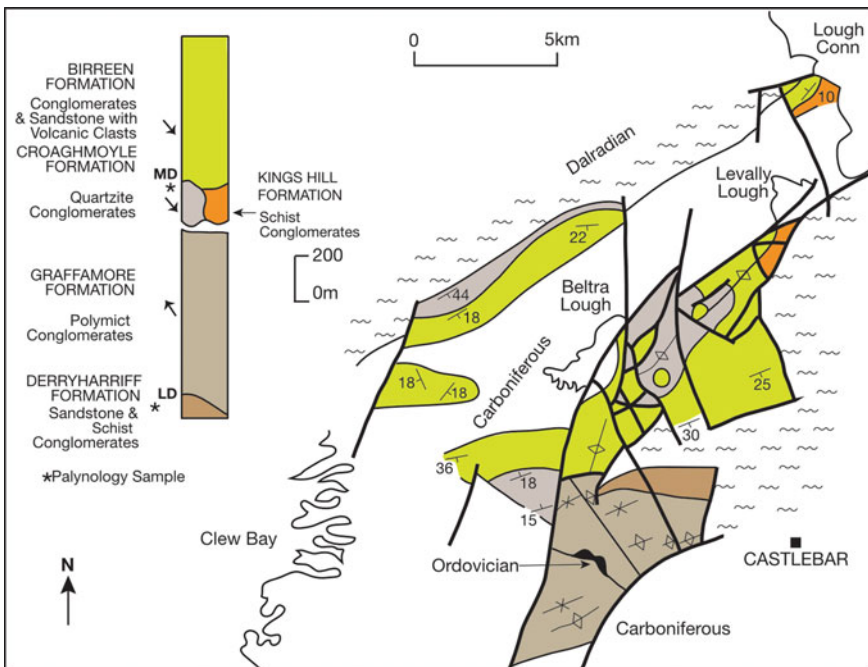 BIRREEN
FORMATION
Conglomerates
& Sandstone with
Volcanic Clasts
CROAGHMOYLE
FORMATION
MD
*
Quartzite
Conglomerates
KINGS HILL
FORMATION
Schist
Conglomerates
200
0m
GRAFFAMORE
FORMATION
Polymict
Conglomerates
DERRYHARRIFF
FORMATION
LD
*
Sandstone &
Schist
Conglomerates
*Palynology Sample
N
0
5km
Lough
Conn
10
Dalradian
Levally
Lough
22
Beltra
Lough
44
18
Carboniferous
18
18
25
30
36
18
15
Clew Bay
Ordovician
CASTLEBAR
Carboniferous